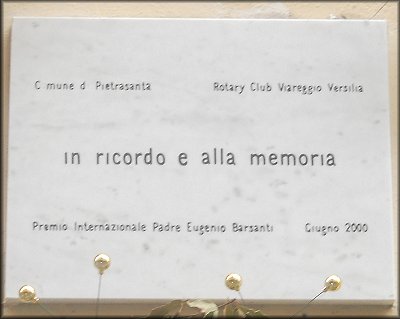 C mune d Pietrasanta Rotary Club Viareggio Versilia
in ricordo e alla memoria
Premio Internazionale Padre Eugenio Barsanti Giugno 2000